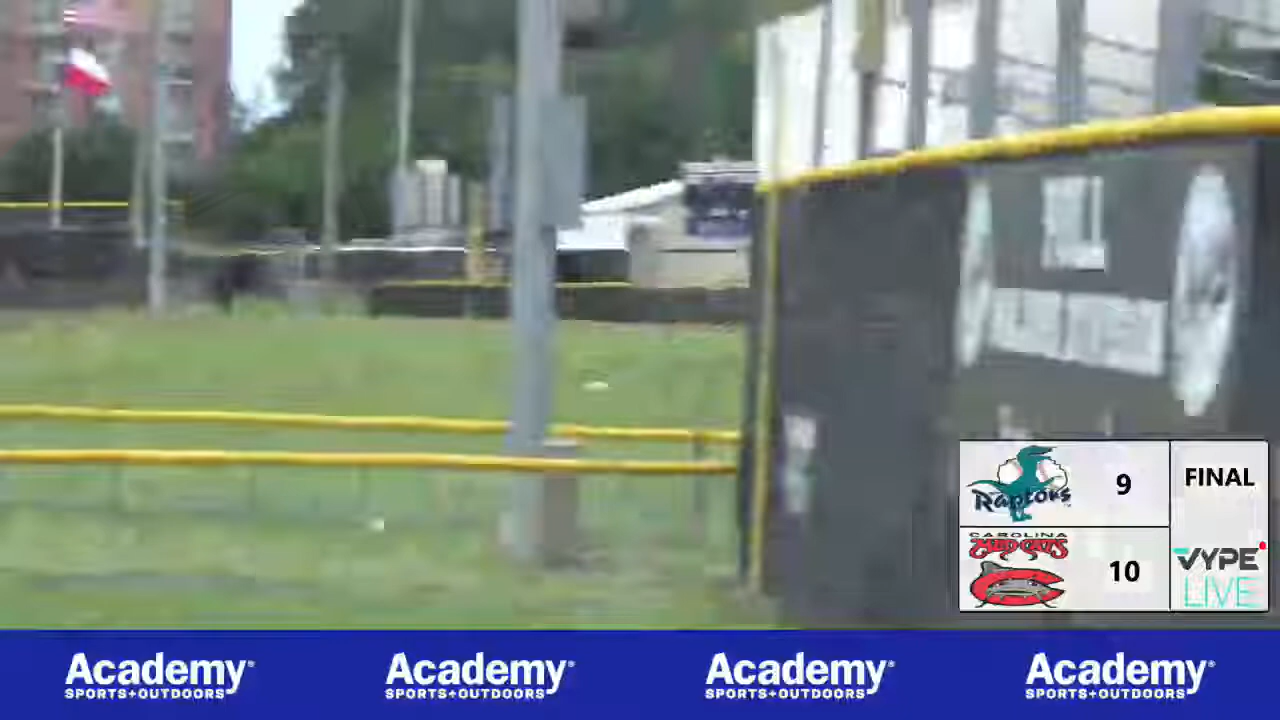 Raptors
9
FINAL
CAROLINA
MUDCATS
10
VYPE
LIVE
Academy
SPORTS+OUTDOORS
Academy
SPORTS+OUTDOORS
Academy
SPORTS+OUTDOORS
Academy
SPORTS+OUTDOORS